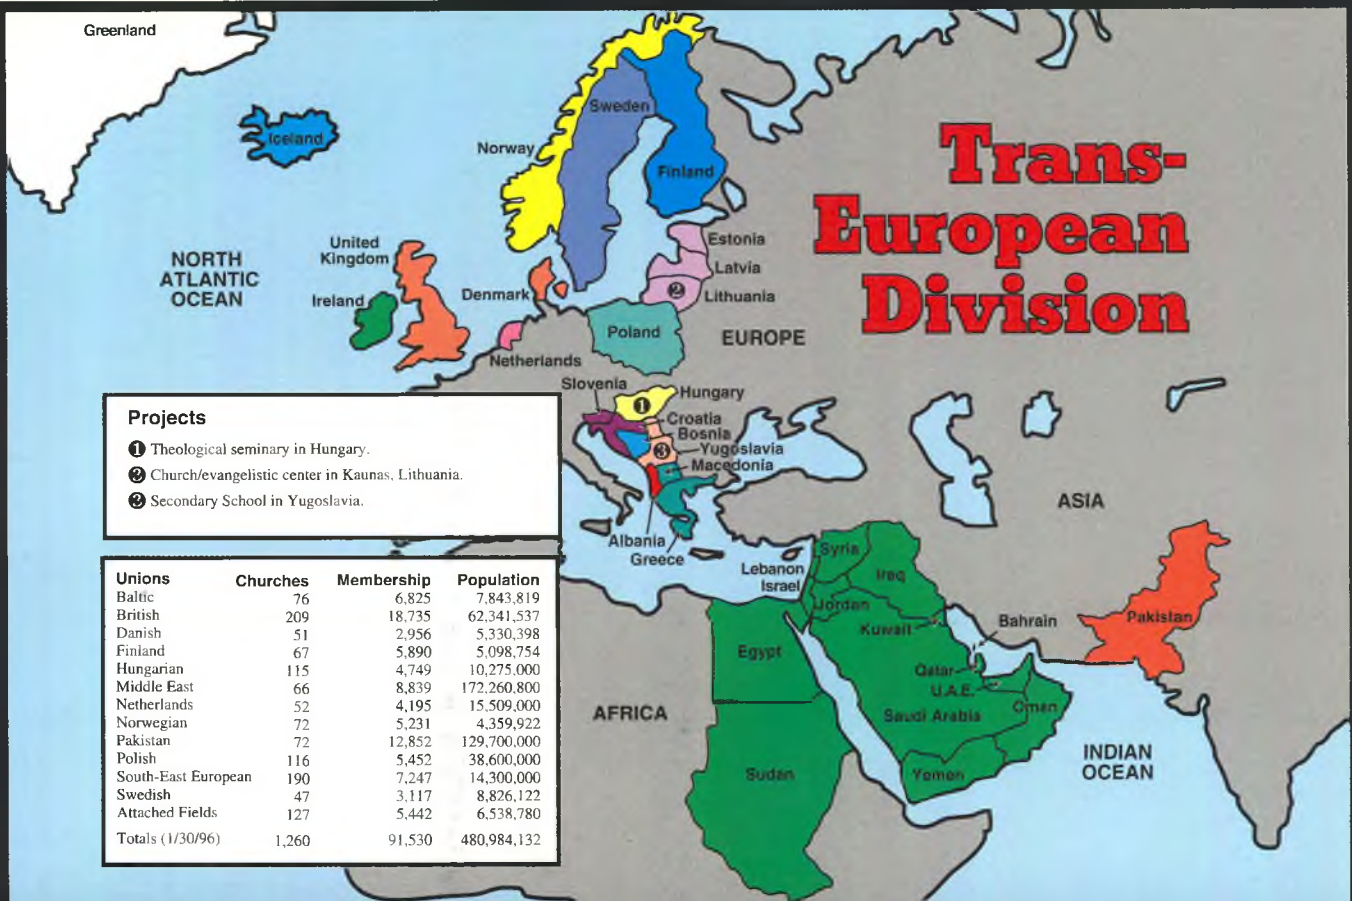 Greenland
Iceland
Norway
Sweden
Finland
Trans-
European
Division
NORTH
ATLANTIC
OCEAN
United
Kingdom
Ireland
Denmark
Estonia
Latvia
❷
Lithuania
Netherlands
Poland
EUROPE
Slovenia
Hungary
❶
Croatia
Bosnia
Yugoslavia
❸
Macedonia
Albania
Greece
ASIA
Projects
❶ Theological seminary in Hungary.
❷ Church/evangelistic center in Kaunas, Lithuania.
❸ Secondary School in Yugoslavia.
Unions Churches Membership Population
Baltic 76 6,825 7,843,819
British 209 18,735 62,341,537
Danish 51 2,956 5,330,398
Finland 67 5,890 5,098,754
Hungarian 115 4,749 10,275,000
Middle East 66 8,839 172,260,800
Netherlands 52 4,195 15,509,000
Norwegian 72 5,231 4,359,922
Pakistan 72 12,852 129,700,000
Polish 116 5,452 38,600,000
South-East European 190 7,247 14,300,000
Swedish 47 3,117 8,826,122
Attached Fields 127 5,442 6,538,780
Totals (1/30/96) 1,260 91,530 480,984,132
Lebanon
Israel
Syria
Iraq
Jordan
Kuwait
Bahrain
Pakistan
Egypt
Qatar
U.A.E.
Saudi Arabia
Oman
AFRICA
Sudan
Yemen
INDIAN
OCEAN